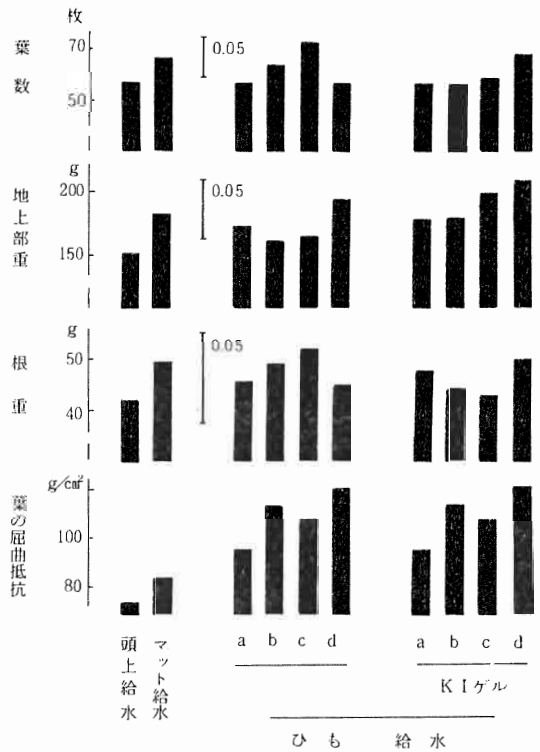 枚
葉数
70
50
0.05
g
地上部重
200
150
0.05
g
根重
50
40
0.05
g/cm²
葉の屈曲抵抗
100
80
頭上給水
マット給水
a b c d
a b c d
KIゲル
ひも給水